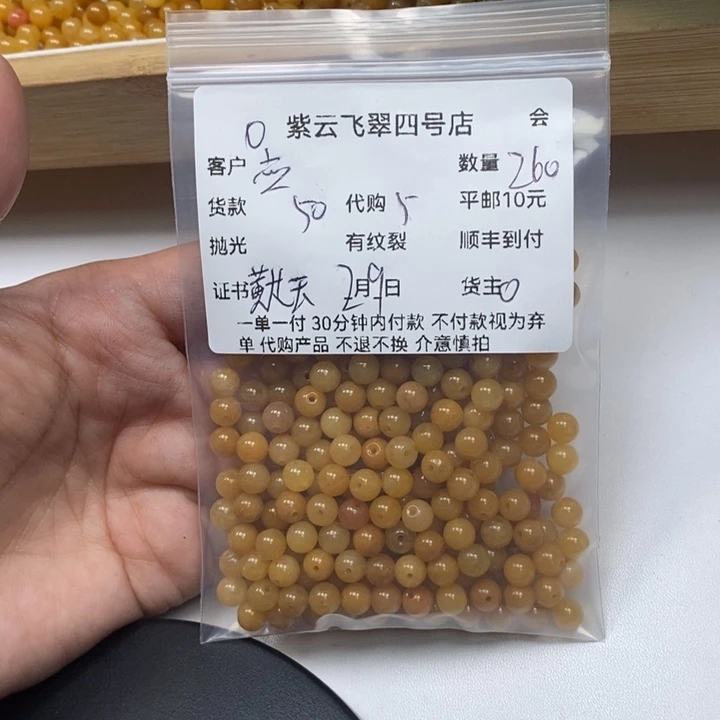 紫云飞翠四号店 会
客户 0 壶 数量 260
货款 50 代购 5 平邮10元
抛光 有纹裂 顺丰到付
证书 2月9日 货主 0
一单一付 30分钟内付款 不付款视为弃
单 代购产品 不退不换 介意慎拍